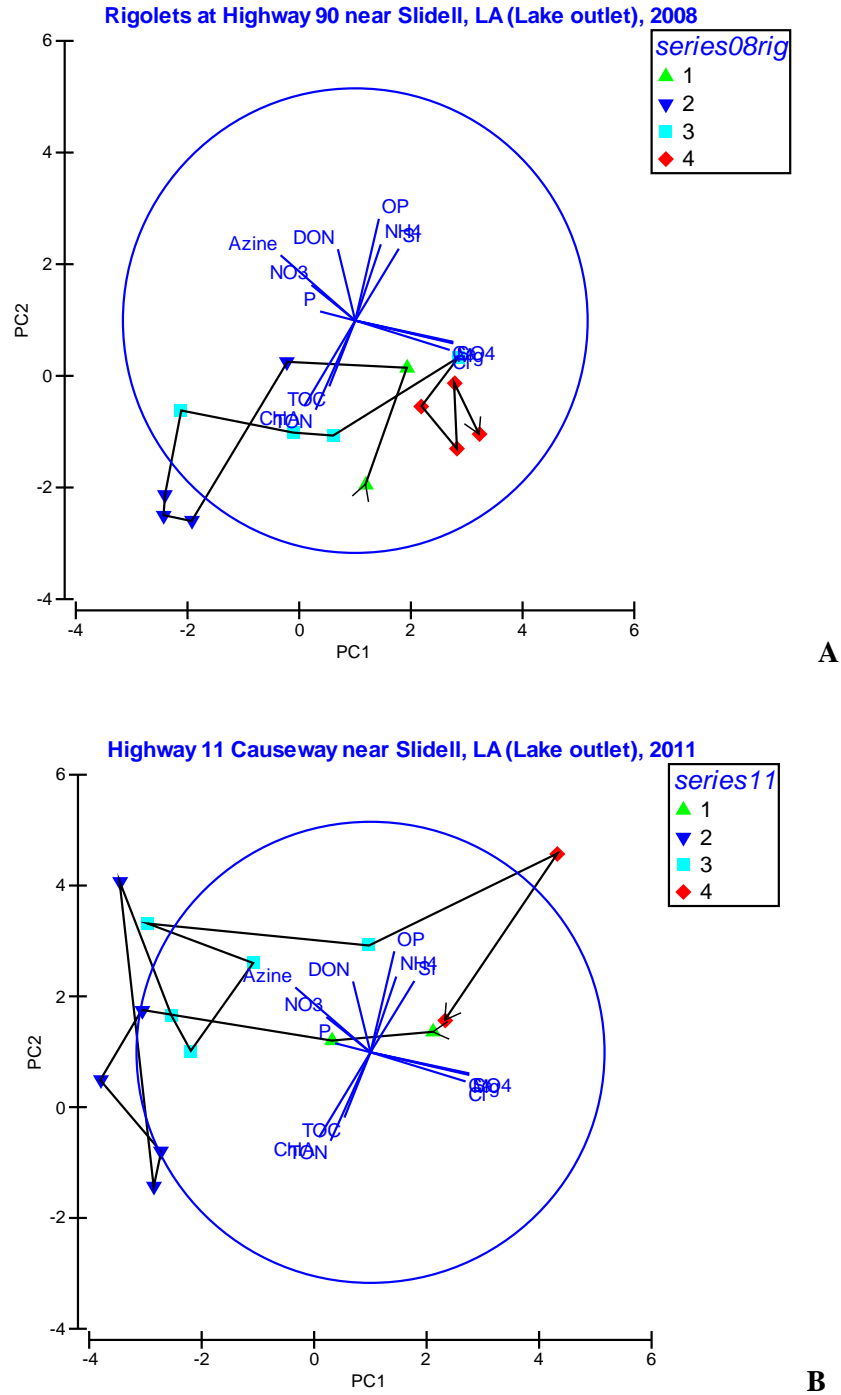 Rigolets at Highway 90 near Slidell, LA (Lake outlet), 2008
series08rig
1
2
3
4
6
4
2
0
-2
-4
PC2
OP
NH4
Si
DON
Azine
NO3
P
SO4
Mg
Cl
TOC
ChlA
TON
-4
-2
0
2
4
6
PC1
A
Highway 11 Causeway near Slidell, LA (Lake outlet), 2011
series11
1
2
3
4
6
4
2
0
-2
-4
PC2
OP
NH4
Si
DON
Azine
NO3
P
SO4
Mg
Cl
TOC
ChlA
TON
-4
-2
0
2
4
6
PC1
B